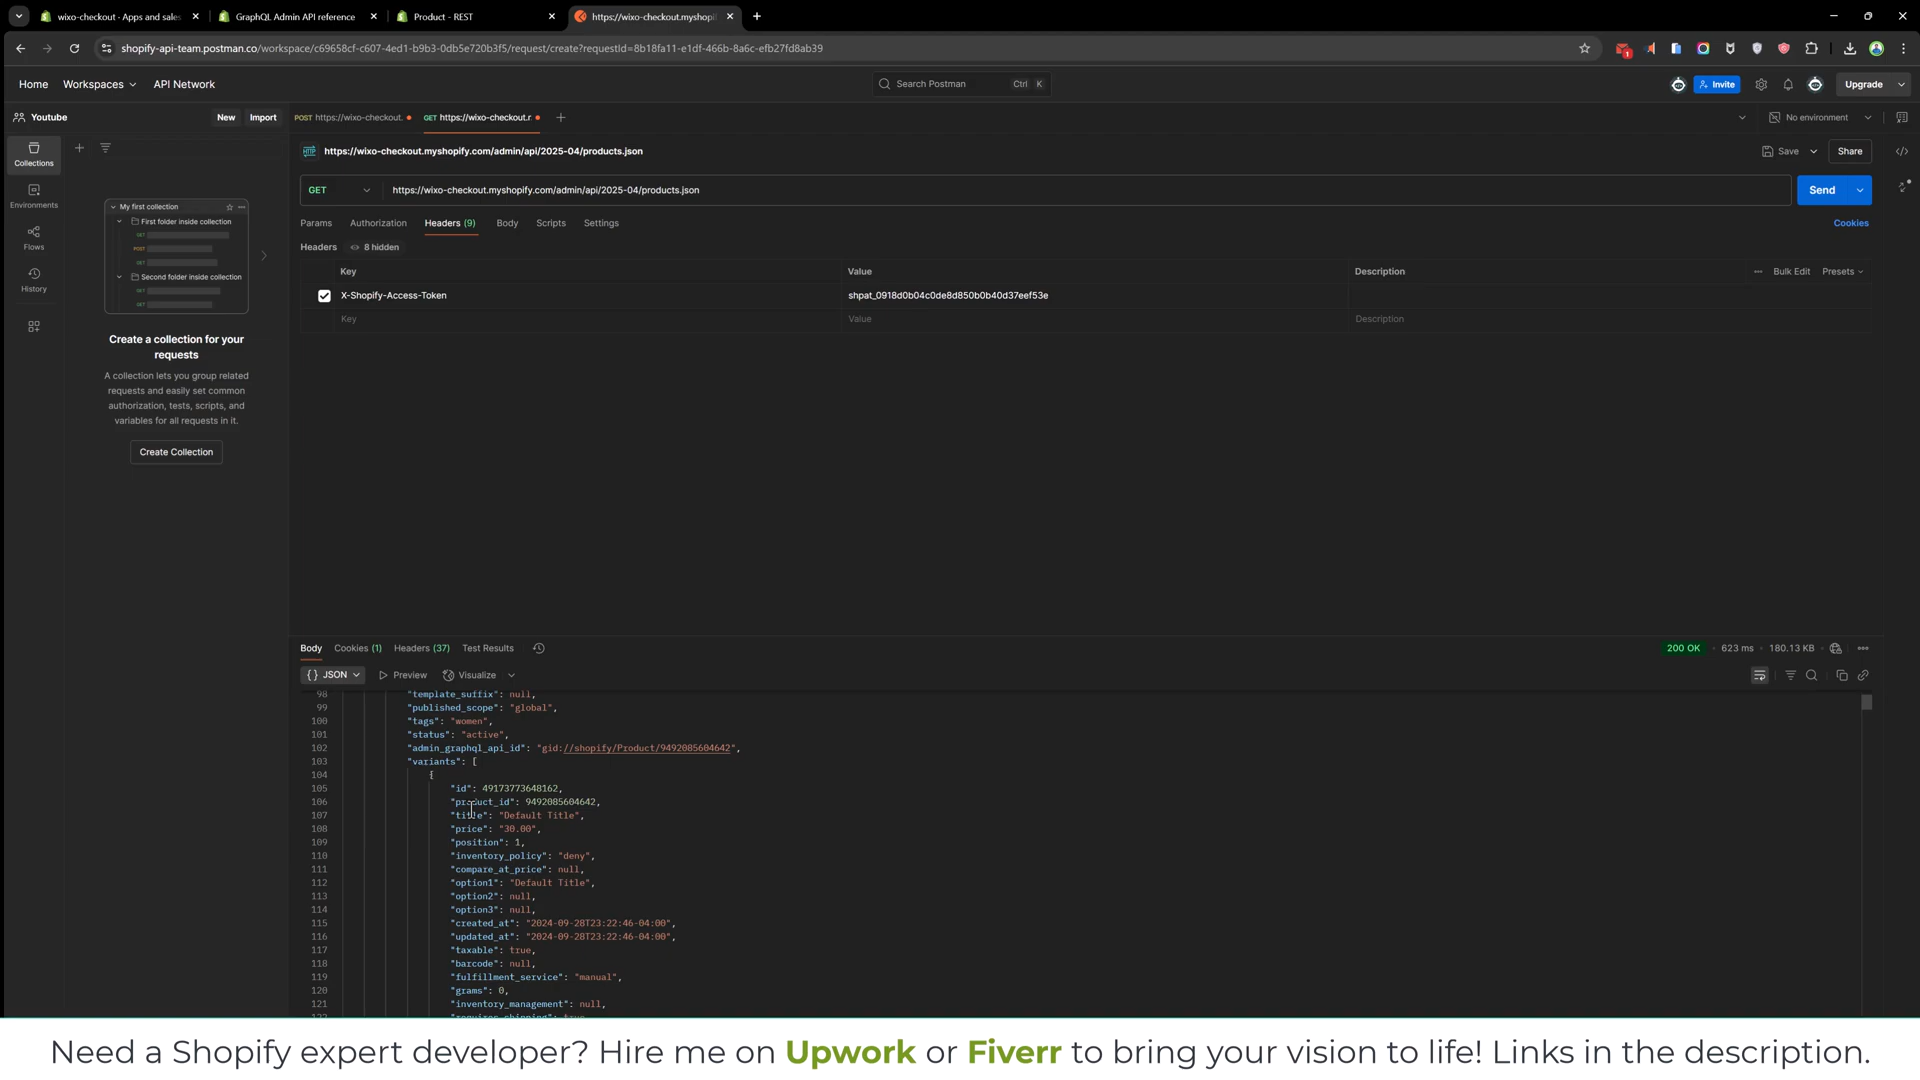 wixo-checkout · Apps and sales
GraphQL Admin API reference
Product - REST
https://wixo-checkout.myshopif
shopify-api-team.postman.co/workspace/c69658cf-c607-4ed1-b9b3-0db5e720b3f5/request/create?requestId=8b18fa11-e1df-466b-8a6c-efb27fd8ab39
1
Home
Workspaces
API Network
Search Postman
Ctrl
K
Invite
Upgrade
Youtube
New
Import
POST https://wixo-checkout.
GET https://wixo-checkout.r
No environment
Collections
Environments
Flows
History
My first collection
First folder inside collection
GET
POST
GET
Second folder inside collection
GET
GET
Create a collection for your
requests
A collection lets you group related
requests and easily set common
authorization, tests, scripts, and
variables for all requests in it.
Create Collection
HTTP
https://wixo-checkout.myshopify.com/admin/api/2025-04/products.json
Save
Share
GET
https://wixo-checkout.myshopify.com/admin/api/2025-04/products.json
Send
Params
Authorization
Headers (9)
Body
Scripts
Settings
Cookies
Headers
8 hidden
Key
Value
Description
Bulk Edit
Presets
X-Shopify-Access-Token
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
Key
Value
Description
Body
Cookies (1)
Headers (37)
Test Results
200 OK
623 ms
180.13 KB
{} JSON
Preview
Visualize
98 "template_suffix": null,
99 "published_scope": "global",
100 "tags": "women",
101 "status": "active",
102 "admin_graphql_api_id": "gid://shopify/Product/9492085604642",
103 "variants": [
104 {
105 "id": 49173773648162,
106 "product_id": 9492085604642,
107 "title": "Default Title",
108 "price": "30.00",
109 "position": 1,
110 "inventory_policy": "deny",
111 "compare_at_price": null,
112 "option1": "Default Title",
113 "option2": null,
114 "option3": null,
115 "created_at": "2024-09-28T23:22:46-04:00",
116 "updated_at": "2024-09-28T23:22:46-04:00",
117 "taxable": true,
118 "barcode": null,
119 "fulfillment_service": "manual",
120 "grams": 0,
121 "inventory_management": null,
122 "requires_shipping": true,
Need a Shopify expert developer? Hire me on Upwork or Fiverr to bring your vision to life! Links in the description.